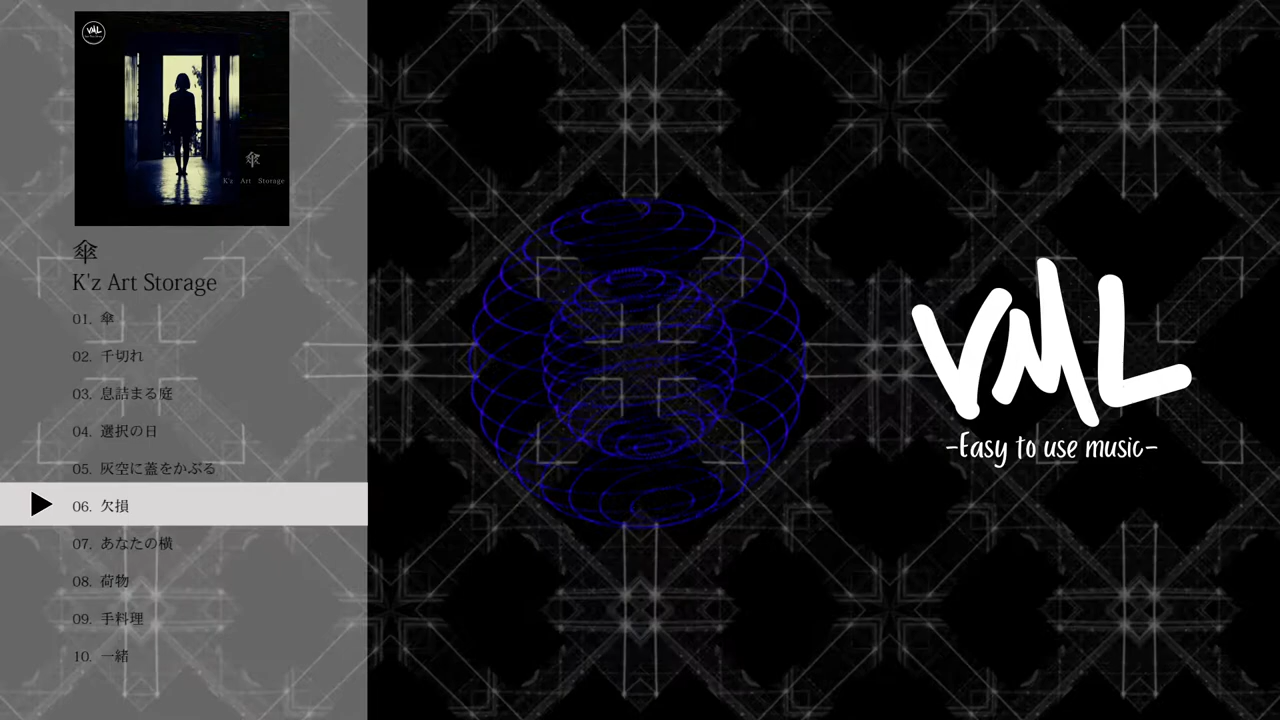 VML
傘
K'z Art Storage
傘
K'z Art Storage
01. 傘
02. 千切れ
03. 息詰まる庭
04. 選択の日
05. 灰空に蓋をかぶる
06. 欠損
07. あなたの横
08. 荷物
09. 手料理
10. 一緒
VML
-Easy to use music-